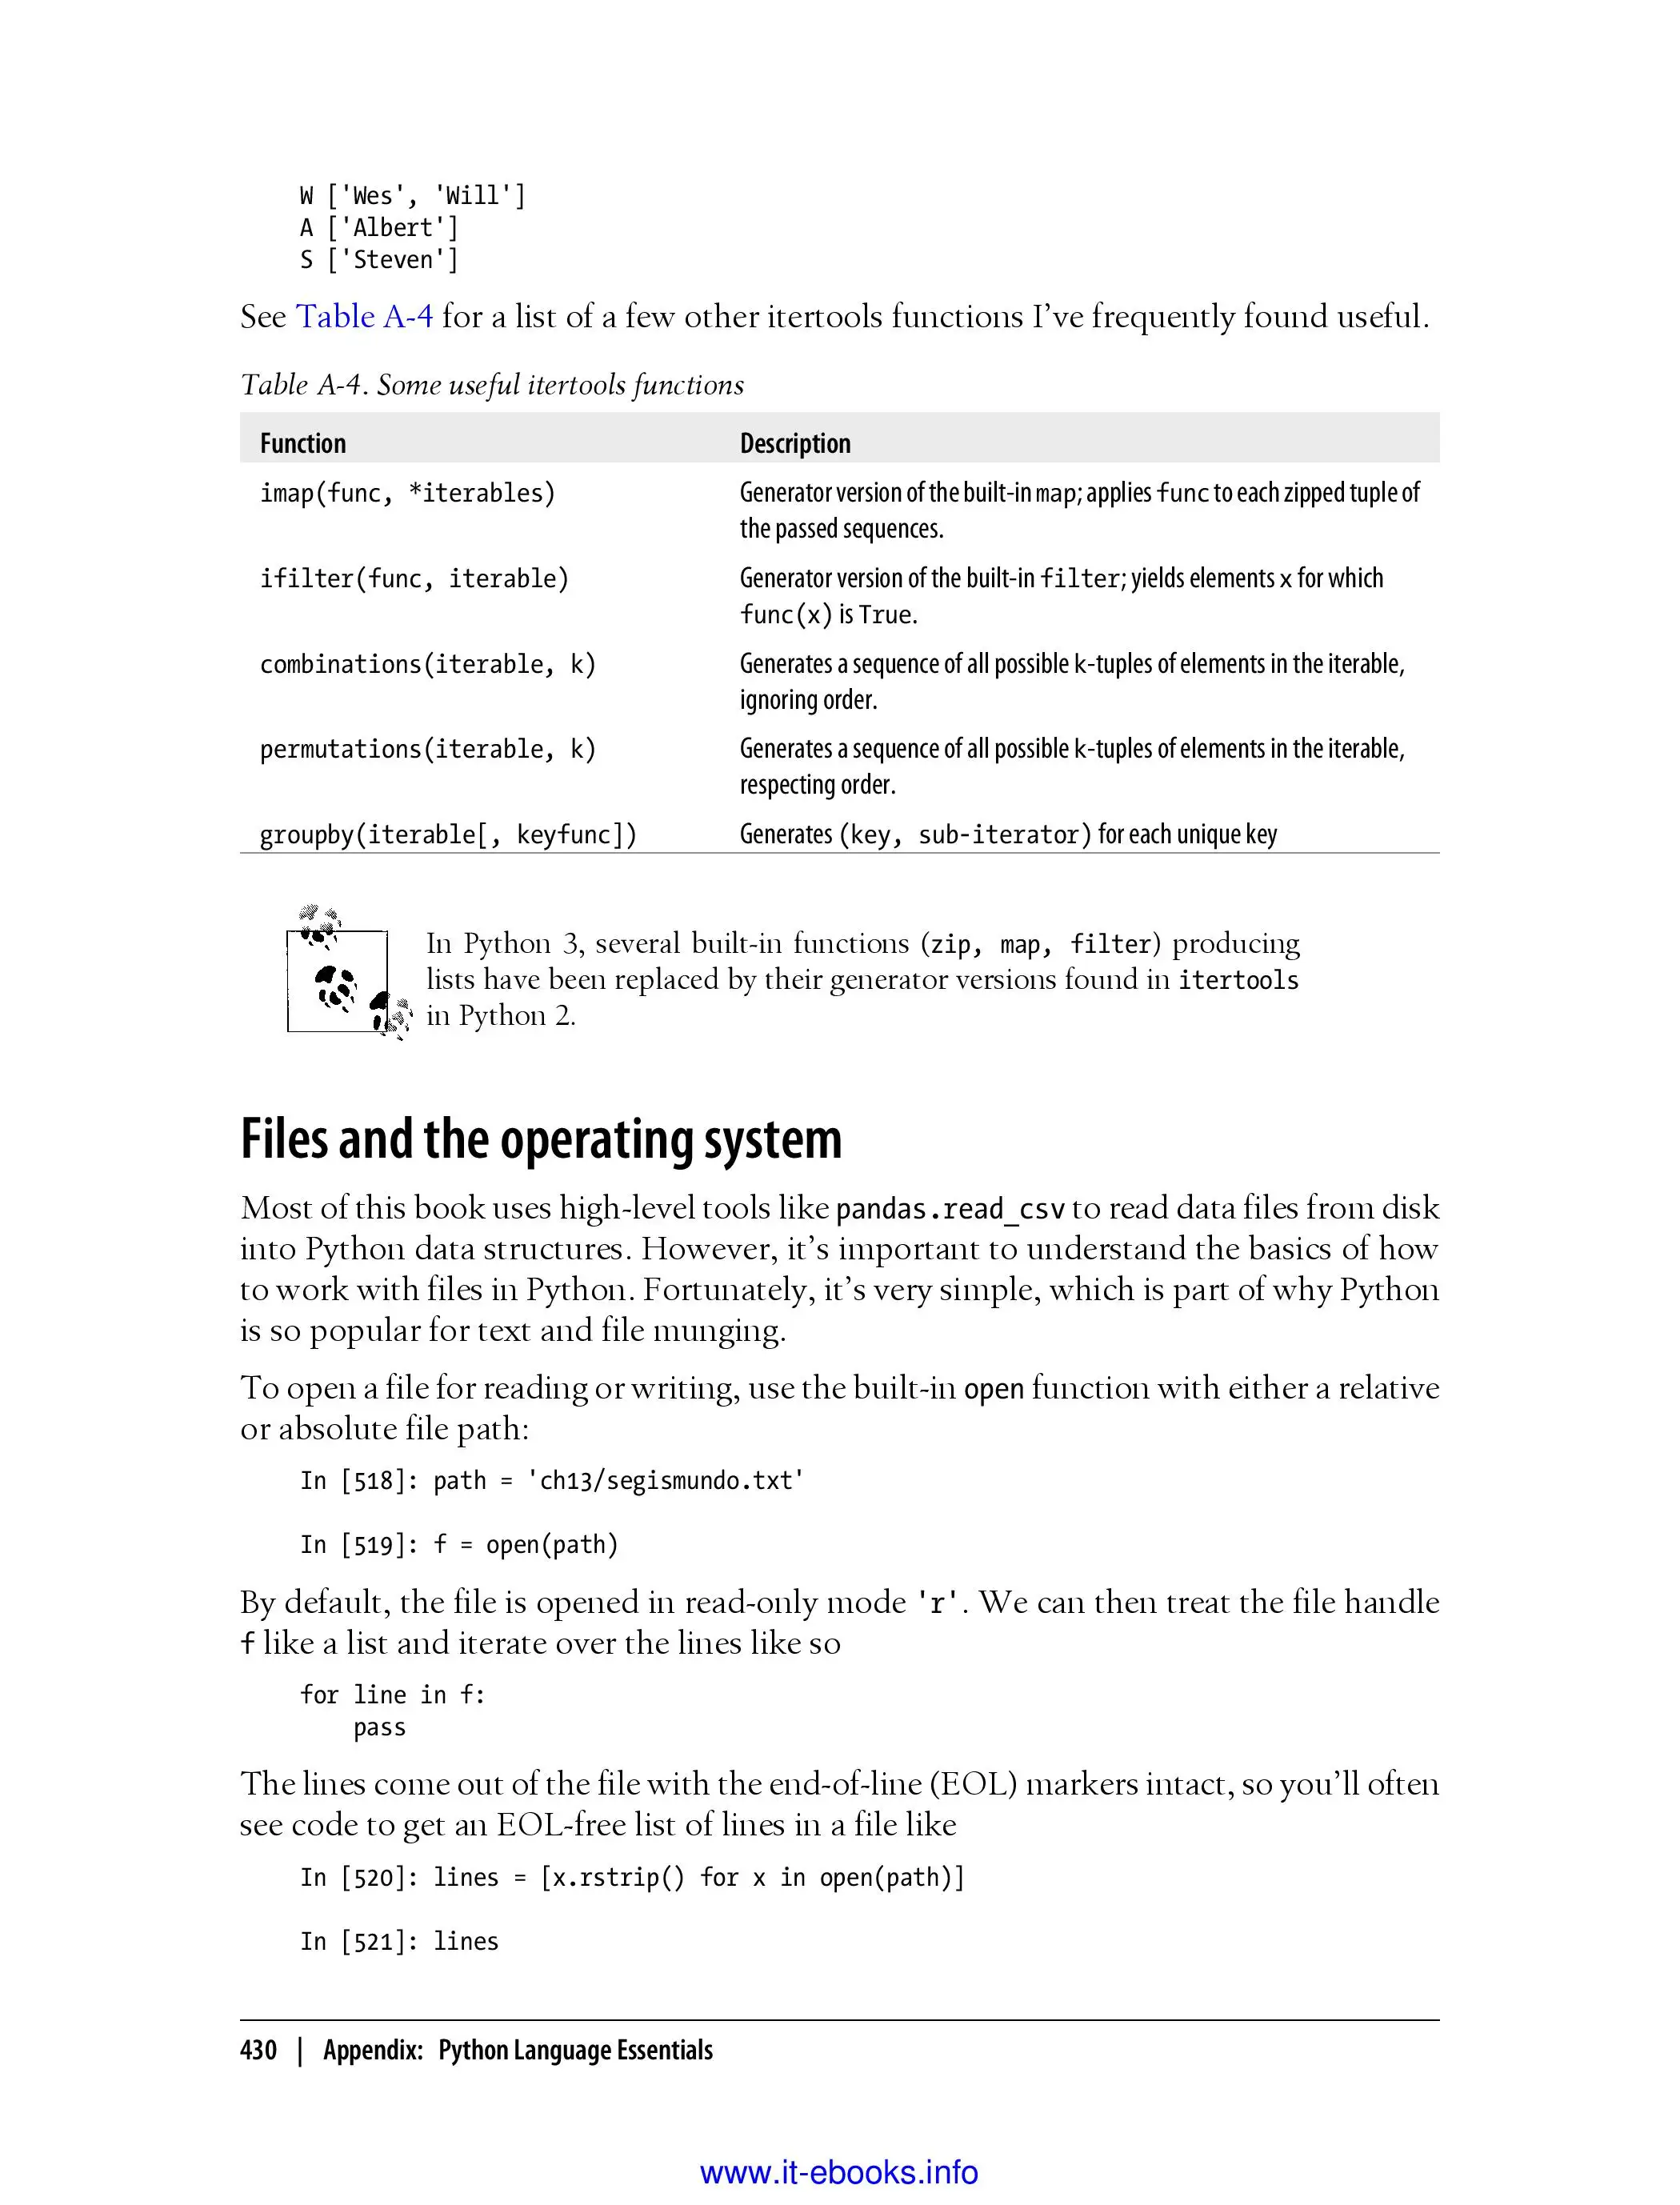 W ['Wes', 'Will']
A ['Albert']
S ['Steven']
See Table A-4 for a list of a few other itertools functions I’ve frequently found useful.
Table A-4. Some useful itertools functions
Function Description
imap(func, *iterables) Generator version of the built-in map; applies func to each zipped tuple of
the passed sequences.
ifilter(func, iterable) Generator version of the built-in filter; yields elements x for which
func(x) is True.
combinations(iterable, k) Generates a sequence of all possible k-tuples of elements in the iterable,
ignoring order.
permutations(iterable, k) Generates a sequence of all possible k-tuples of elements in the iterable,
respecting order.
groupby(iterable[, keyfunc]) Generates (key, sub-iterator) for each unique key
In Python 3, several built-in functions (zip, map, filter) producing
lists have been replaced by their generator versions found in itertools
in Python 2.
Files and the operating system
Most of this book uses high-level tools like pandas.read_csv to read data files from disk
into Python data structures. However, it’s important to understand the basics of how
to work with files in Python. Fortunately, it’s very simple, which is part of why Python
is so popular for text and file munging.
To open a file for reading or writing, use the built-in open function with either a relative
or absolute file path:
In [518]: path = 'ch13/segismundo.txt'
In [519]: f = open(path)
By default, the file is opened in read-only mode 'r'. We can then treat the file handle
f like a list and iterate over the lines like so
for line in f:
    pass
The lines come out of the file with the end-of-line (EOL) markers intact, so you’ll often
see code to get an EOL-free list of lines in a file like
In [520]: lines = [x.rstrip() for x in open(path)]
In [521]: lines
430 | Appendix: Python Language Essentials
www.it-ebooks.info